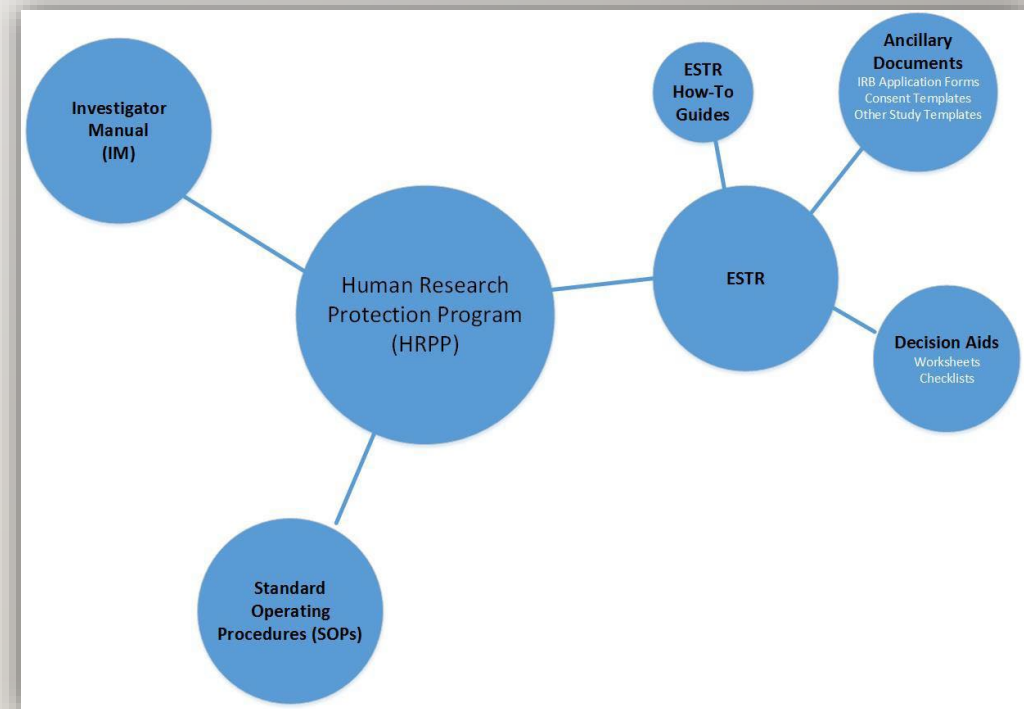 Investigator
Manual
(IM)
ESTR
How-To
Guides
Ancillary
Documents
IRB Application Forms
Consent Templates
Other Study Templates
Human Research
Protection Program
(HRPP)
ESTR
Decision Aids
Worksheets
Checklists
Standard
Operating
Procedures (SOPs)